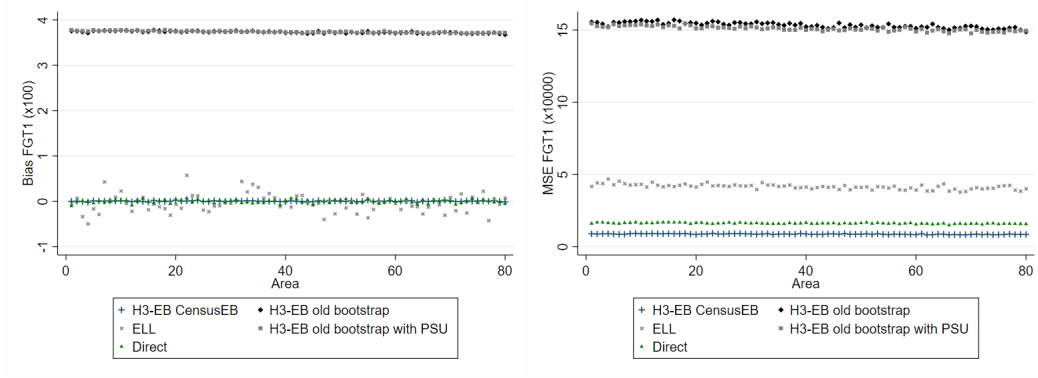 Bias FGT1 (x100)
4
3
2
1
0
-1
0 20 40 60 80
Area
H3-EB CensusEB H3-EB old bootstrap
ELL H3-EB old bootstrap with PSU
Direct
MSE FGT1 (x10000)
15
10
5
0
0 20 40 60 80
Area
H3-EB CensusEB H3-EB old bootstrap
ELL H3-EB old bootstrap with PSU
Direct